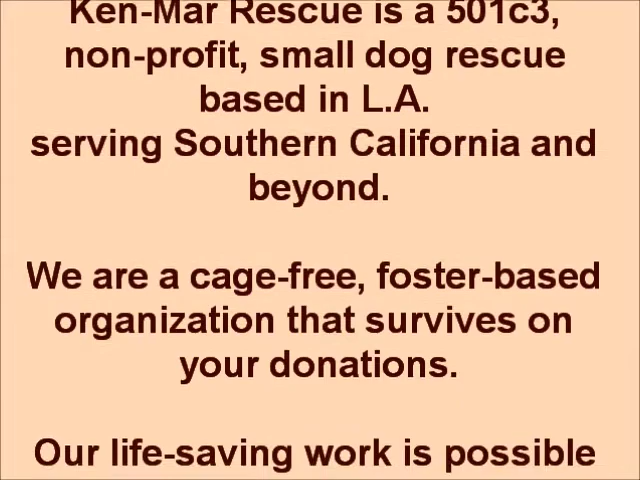 Ken-Mar Rescue is a 501c3,
non-profit, small dog rescue
based in L.A.
serving Southern California and
beyond.
We are a cage-free, foster-based
organization that survives on
your donations.
Our life-saving work is possible